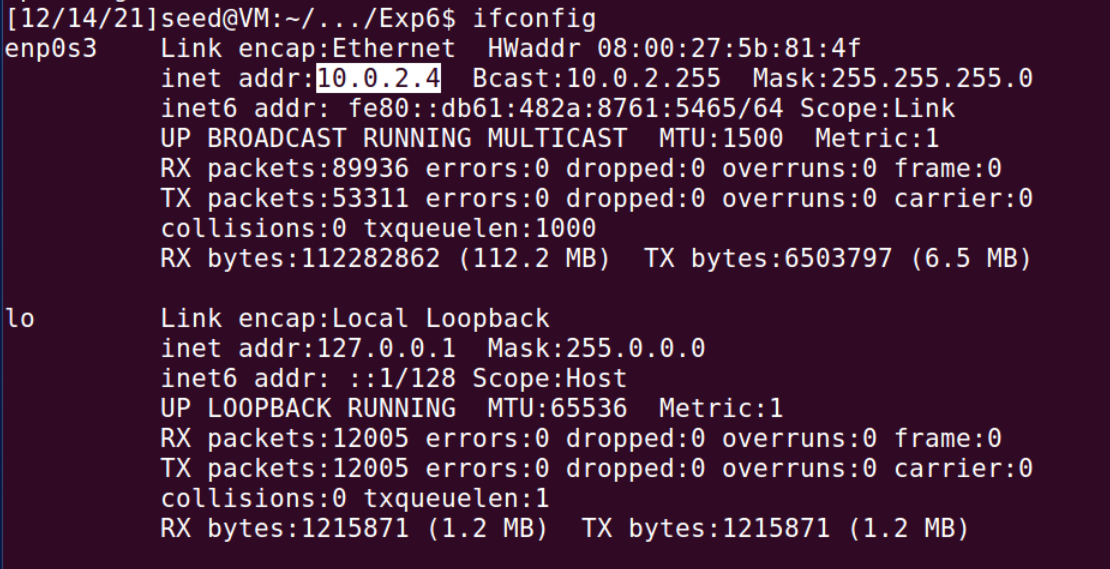 [12/14/21]seed@VM:~/.../Exp6$ ifconfig
enp0s3    Link encap:Ethernet  HWaddr 08:00:27:5b:81:4f
          inet addr:10.0.2.4  Bcast:10.0.2.255  Mask:255.255.255.0
          inet6 addr: fe80::db61:482a:8761:5465/64 Scope:Link
          UP BROADCAST RUNNING MULTICAST  MTU:1500  Metric:1
          RX packets:89936 errors:0 dropped:0 overruns:0 frame:0
          TX packets:53311 errors:0 dropped:0 overruns:0 carrier:0
          collisions:0 txqueuelen:1000
          RX bytes:112282862 (112.2 MB)  TX bytes:6503797 (6.5 MB)

lo        Link encap:Local Loopback
          inet addr:127.0.0.1  Mask:255.0.0.0
          inet6 addr: ::1/128 Scope:Host
          UP LOOPBACK RUNNING  MTU:65536  Metric:1
          RX packets:12005 errors:0 dropped:0 overruns:0 frame:0
          TX packets:12005 errors:0 dropped:0 overruns:0 carrier:0
          collisions:0 txqueuelen:1
          RX bytes:1215871 (1.2 MB)  TX bytes:1215871 (1.2 MB)